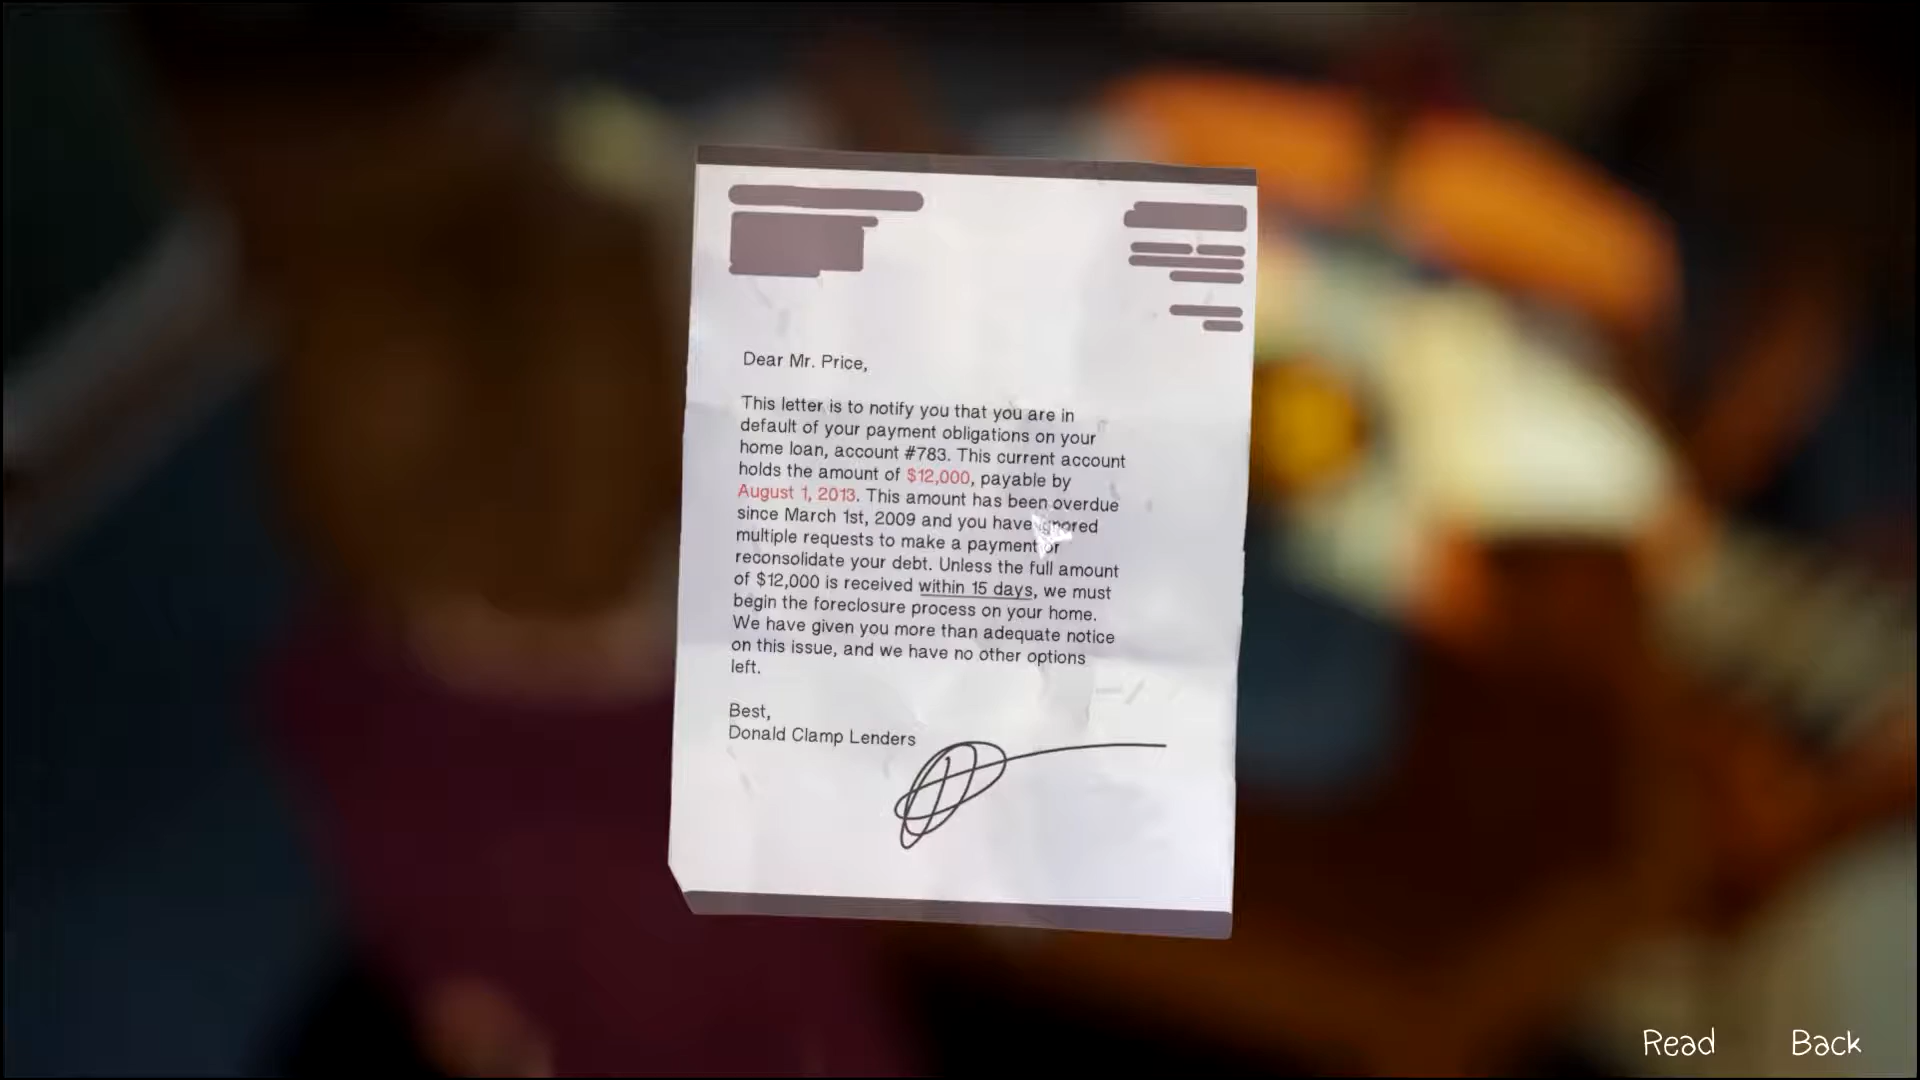 Dear Mr. Price,
This letter is to notify you that you are in
default of your payment obligations on your
home loan, account #783. This current account
holds the amount of $12,000, payable by
August 1, 2013. This amount has been overdue
since March 1st, 2009 and you have ignored
multiple requests to make a payment or
reconsolidate your debt. Unless the full amount
of $12,000 is received within 15 days, we must
begin the foreclosure process on your home.
We have given you more than adequate notice
on this issue, and we have no other options
left.
Best,
Donald Clamp Lenders
Read
Back